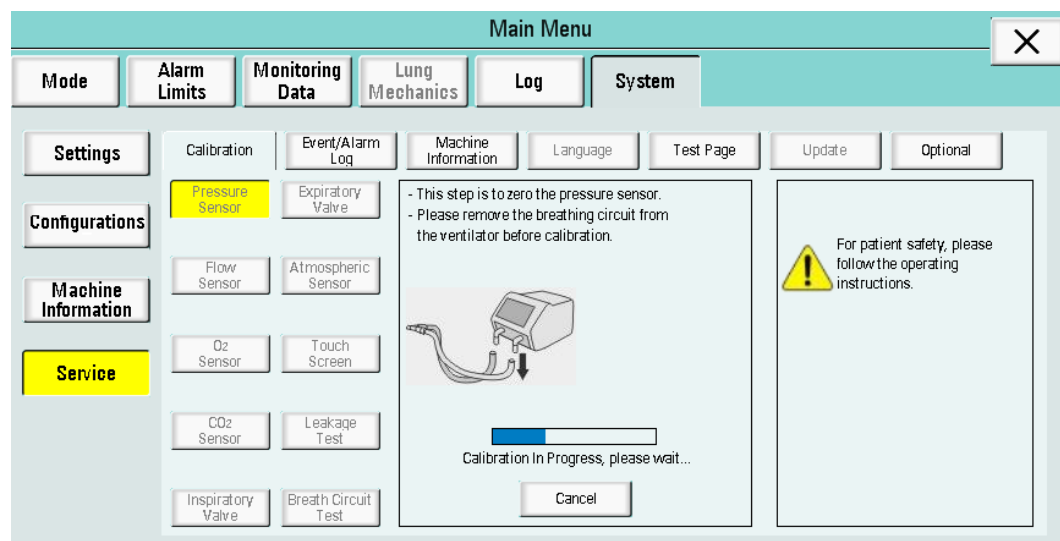 Main Menu
Mode
Alarm
Limits
Monitoring
Data
Lung
Mechanics
Log
System
Settings
Configurations
Machine
Information
Service
Calibration
Event/Alarm
Log
Machine
Information
Language
Test Page
Update
Optional
Pressure
Sensor
Expiratory
Valve
Flow
Sensor
Atmospheric
Sensor
O2
Sensor
Touch
Screen
CO2
Sensor
Leakage
Test
Inspiratory
Valve
Breath Circuit
Test
- This step is to zero the pressure sensor.
- Please remove the breathing circuit from
the ventilator before calibration.
Calibration In Progress, please wait...
Cancel
For patient safety, please
follow the operating
instructions.